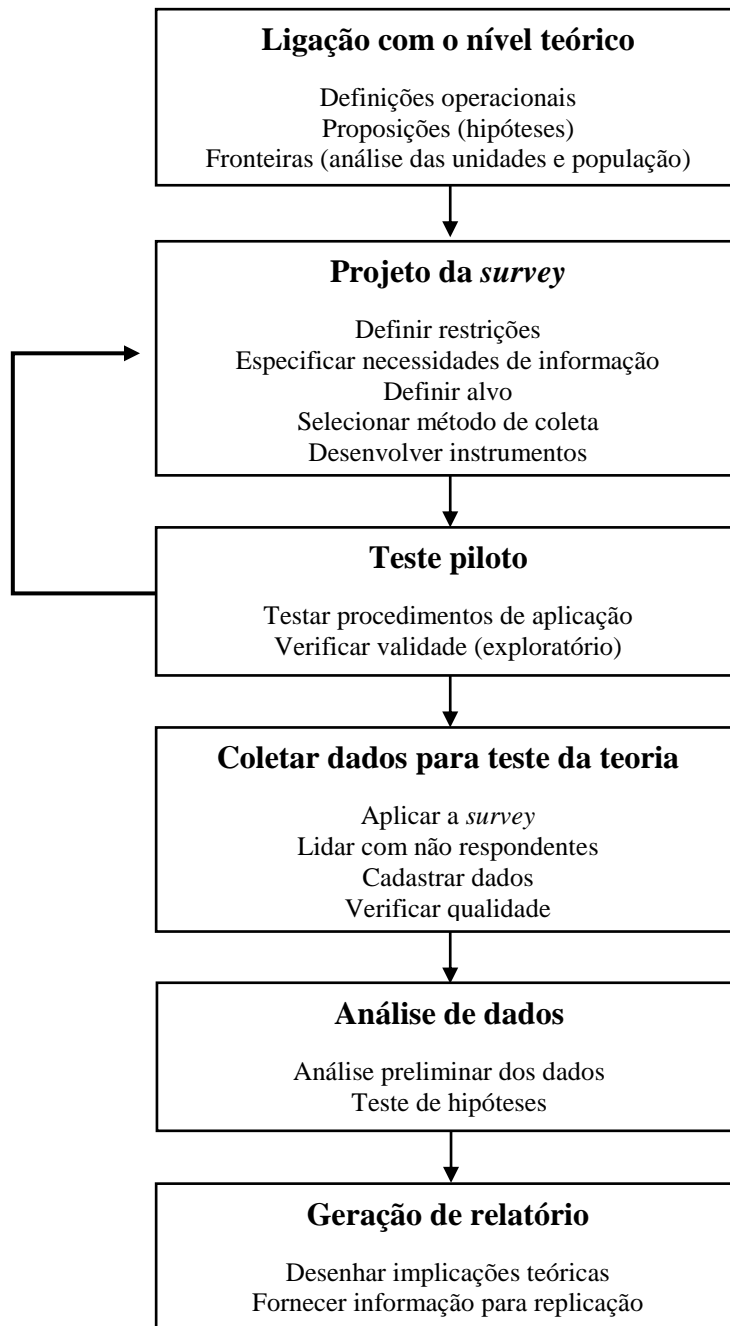 Ligação com o nível teórico
Definições operacionais
Proposições (hipóteses)
Fronteiras (análise das unidades e população)
Projeto da survey
Definir restrições
Especificar necessidades de informação
Definir alvo
Selecionar método de coleta
Desenvolver instrumentos
Teste piloto
Testar procedimentos de aplicação
Verificar validade (exploratório)
Coletar dados para teste da teoria
Aplicar a survey
Lidar com não respondentes
Cadastrar dados
Verificar qualidade
Análise de dados
Análise preliminar dos dados
Teste de hipóteses
Geração de relatório
Desenhar implicações teóricas
Fornecer informação para replicação